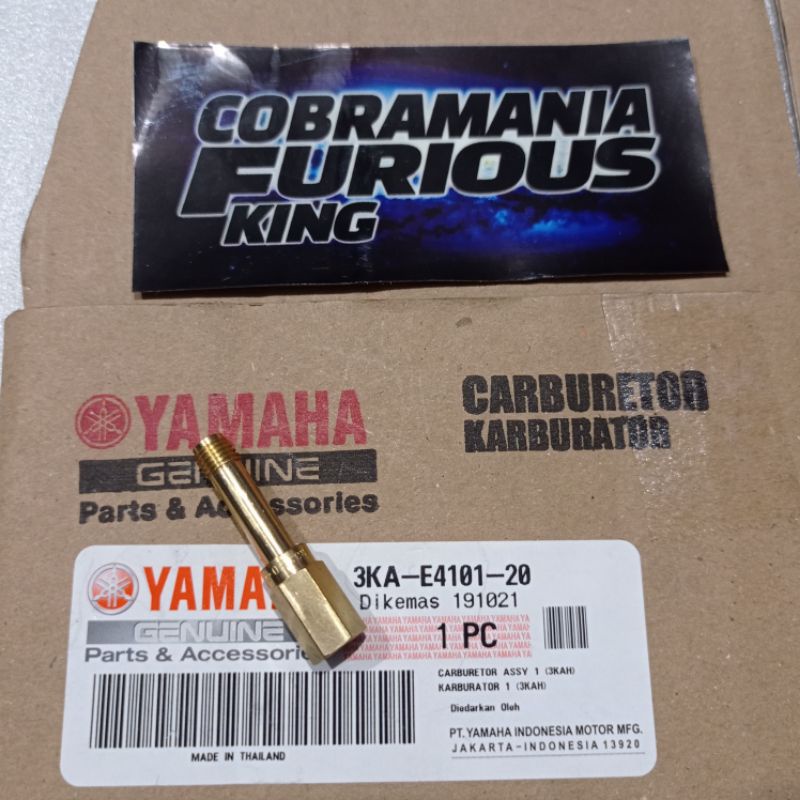 COBRAMANIA
FURIOUS
KING
YAMAHA
GENUINE
Parts & Accessories
CARBURETOR
KARBURATOR
YAMAHA
GENUINE
Parts & Accessories
3KA-E4101-20
Dikemas 191021
1 PC
CARBURETOR ASSY 1 (3KAH)
KARBURATOR 1 (3KAH)
Diedarkan Oleh
PT. YAMAHA INDONESIA MOTOR MFG.
JAKARTA-INDONESIA 13920
MADE IN THAILAND